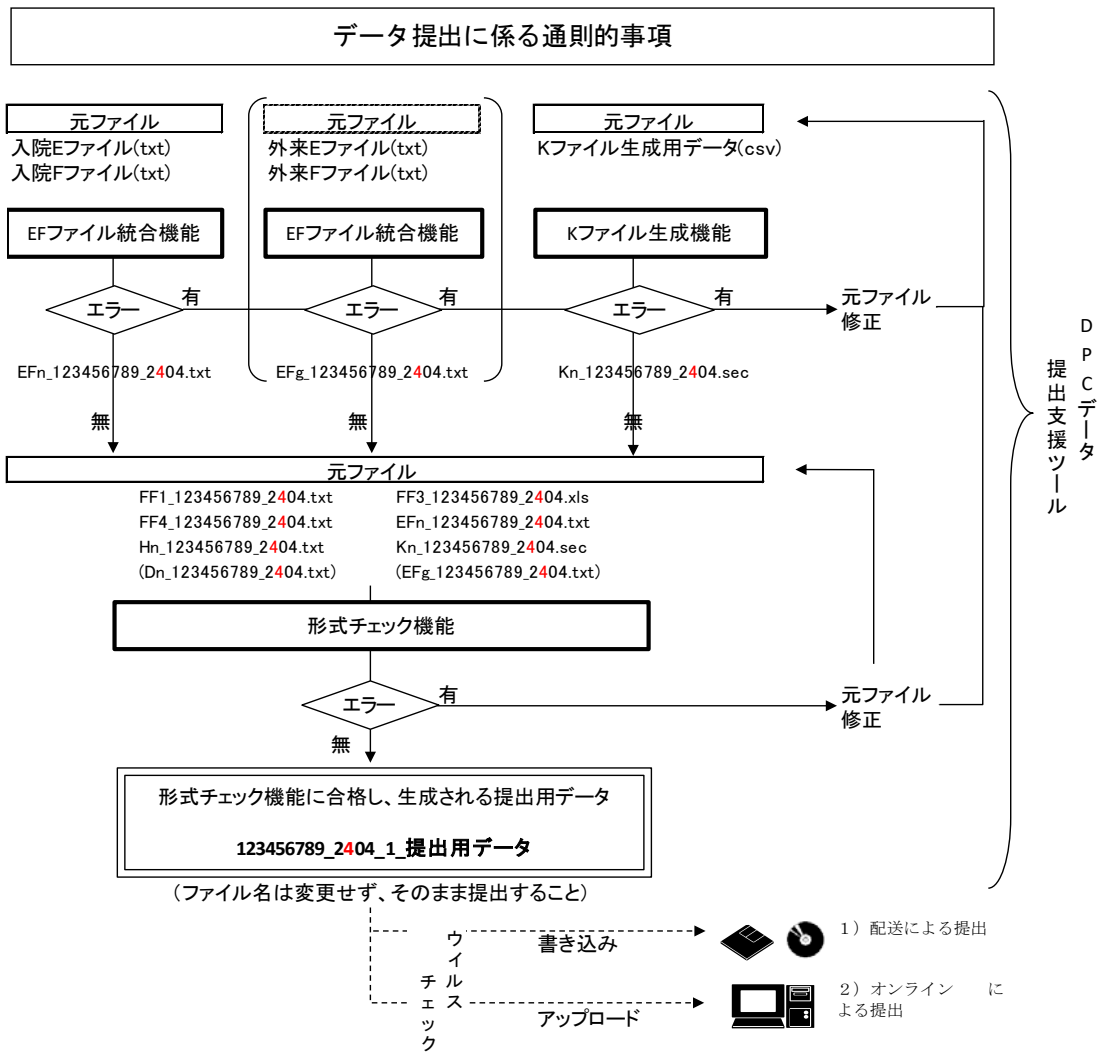 データ提出に係る通則的事項
元ファイル
入院Eファイル(txt)
入院Fファイル(txt)
元ファイル
外来Eファイル(txt)
外来Fファイル(txt)
元ファイル
Kファイル生成用データ(csv)
EFファイル統合機能
EFファイル統合機能
Kファイル生成機能
エラー
有
エラー
有
エラー
有
元ファイル
修正
EFn_123456789_2404.txt
EFg_123456789_2404.txt
Kn_123456789_2404.sec
無
無
無
DPCデータ
提出支援ツール
元ファイル
FF1_123456789_2404.txt
FF3_123456789_2404.xls
FF4_123456789_2404.txt
EFn_123456789_2404.txt
Hn_123456789_2404.txt
Kn_123456789_2404.sec
(Dn_123456789_2404.txt)
(EFg_123456789_2404.txt)
形式チェック機能
エラー
有
元ファイル
修正
無
形式チェック機能に合格し、生成される提出用データ
123456789_2404_1_提出用データ
（ファイル名は変更せず、そのまま提出すること）
ウイルス
チェック
書き込み
1）配送による提出
アップロード
2）オンライン　　に
よる提出